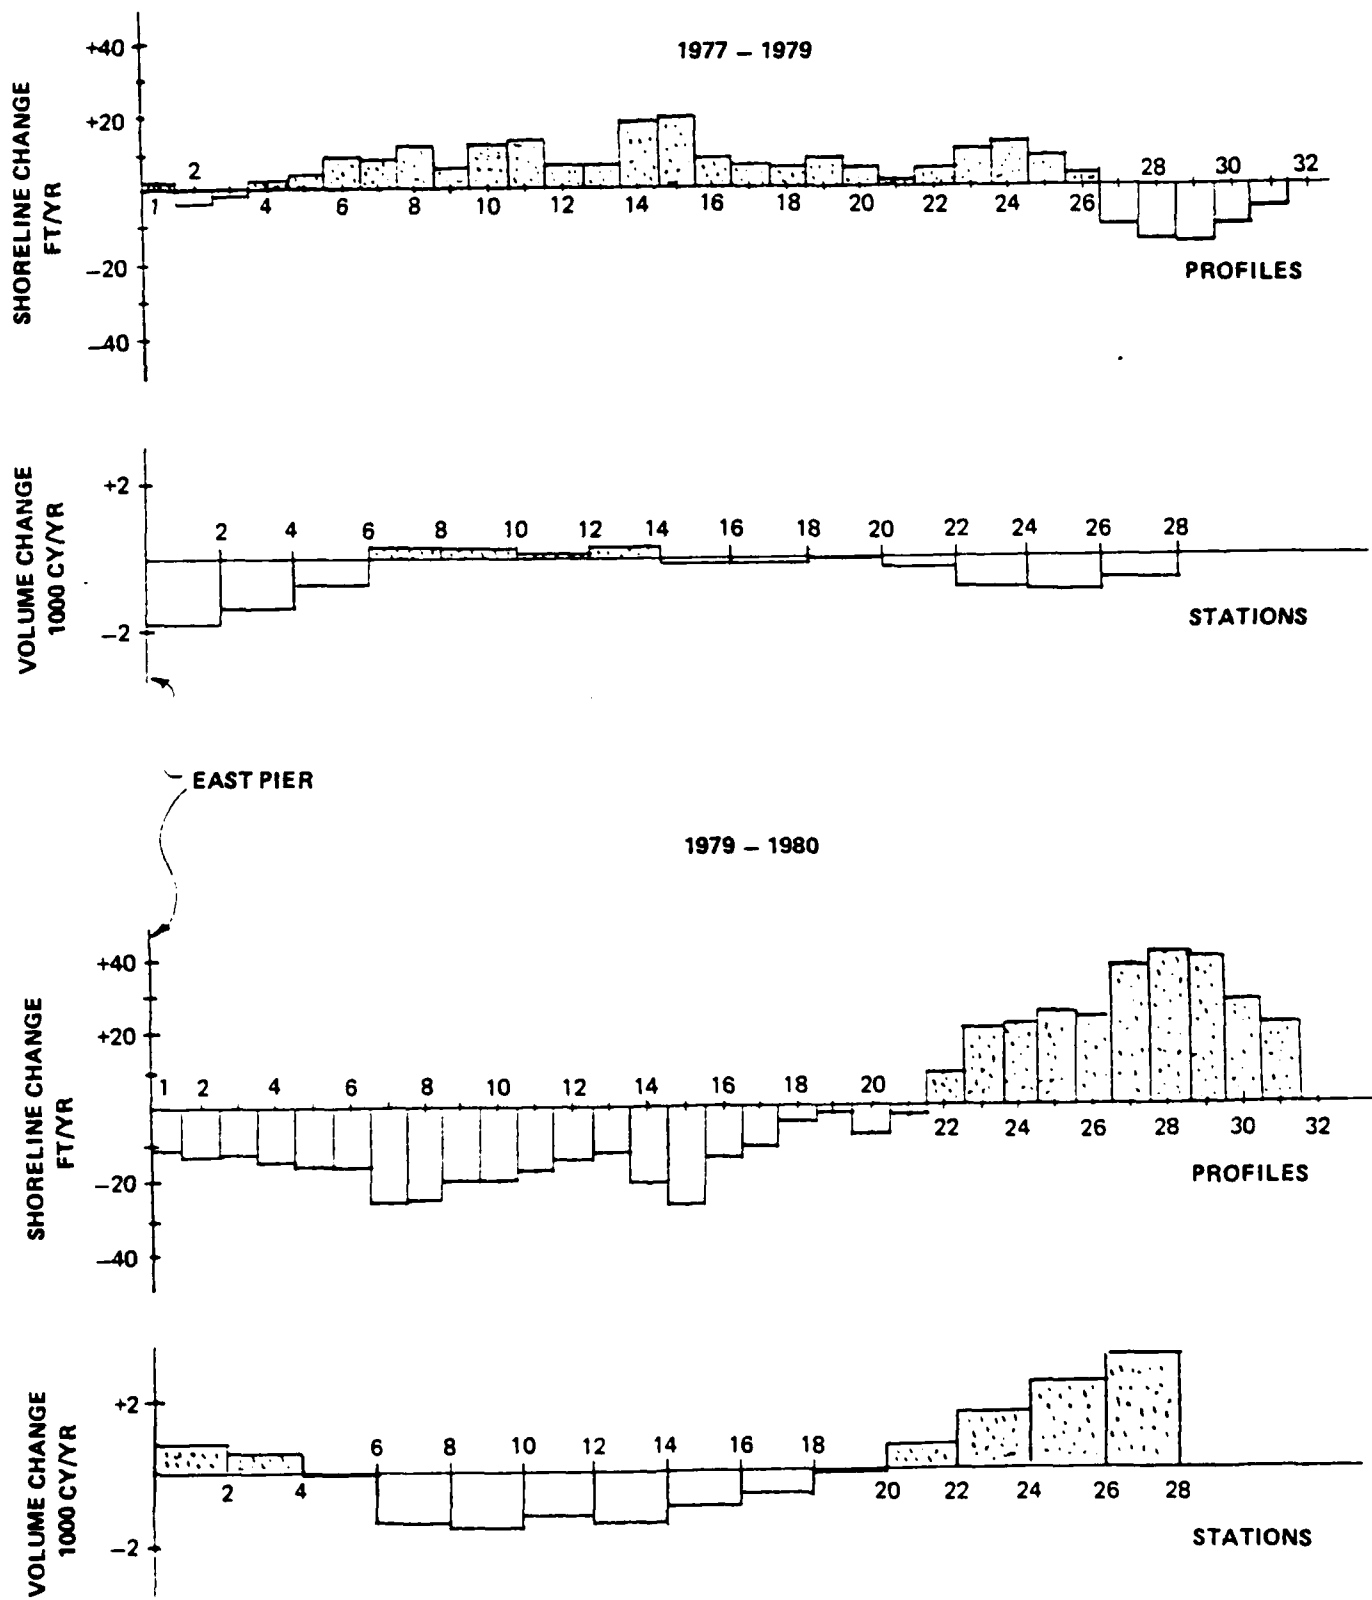 1977 – 1979
SHORELINE CHANGE
FT/YR
+40
+20
–20
–40
2
28 30 32
1 4 6 8 10 12 14 16 18 20 22 24 26
PROFILES
VOLUME CHANGE
1000 CY/YR
+2
–2
2 4 6 8 10 12 14 16 18 20 22 24 26 28
STATIONS
EAST PIER
1979 – 1980
SHORELINE CHANGE
FT/YR
+40
+20
–20
–40
1 2 4 6 8 10 12 14 16 18 20
22 24 26 28 30 32
PROFILES
VOLUME CHANGE
1000 CY/YR
+2
–2
6 8 10 12 14 16 18
2 4 20 22 24 26 28
STATIONS